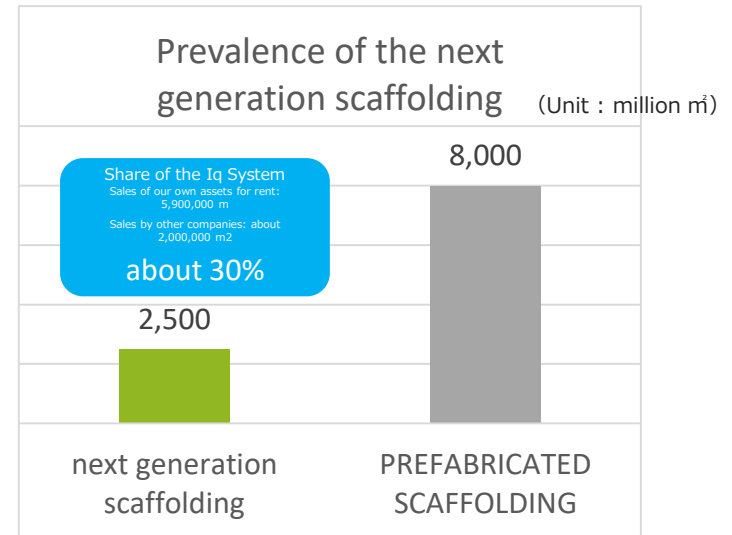 Prevalence of the next
generation scaffolding
（Unit：million ㎡）
8,000
Share of the Iq System
Sales of our own assets for rent:
5,900,000 m
Sales by other companies: about
2,000,000 m2
about 30%
2,500
next generation
scaffolding
PREFABRICATED
SCAFFOLDING